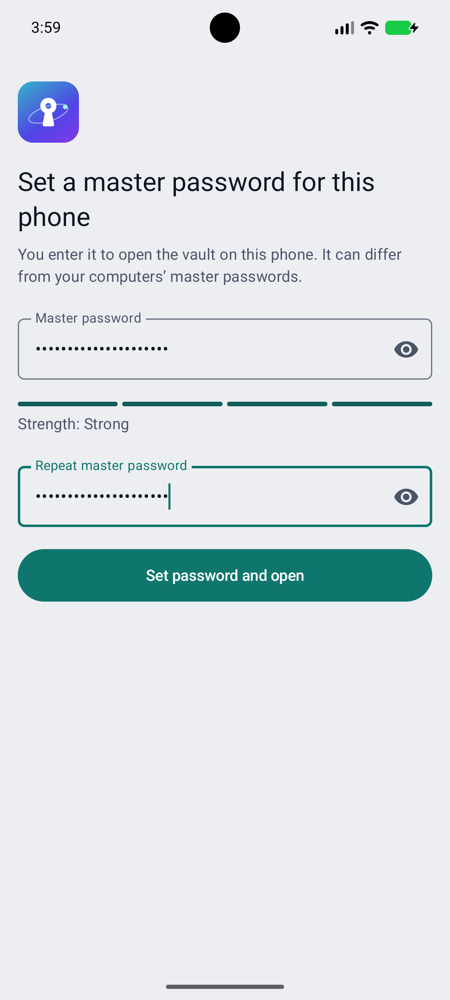 3:59
Set a master password for this
phone
You enter it to open the vault on this phone. It can differ
from your computers’ master passwords.
Master password
•••••••••••••••••••••
Strength: Strong
Repeat master password
•••••••••••••••••••••
Set password and open